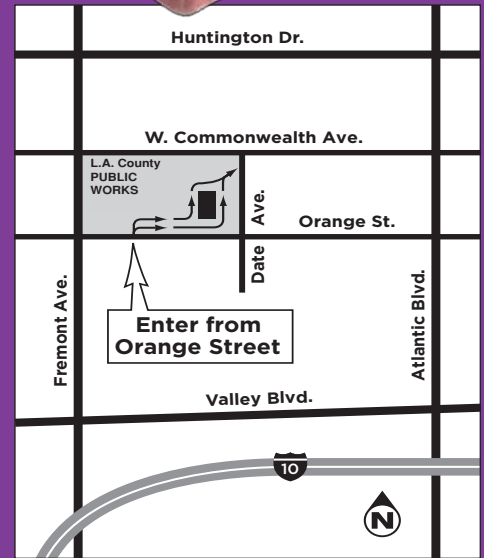 Huntington Dr.
W. Commonwealth Ave.
L.A. County
PUBLIC
WORKS
Date Ave.
Orange St.
Fremont Ave.
Enter from
Orange Street
Atlantic Blvd.
Valley Blvd.
10
N